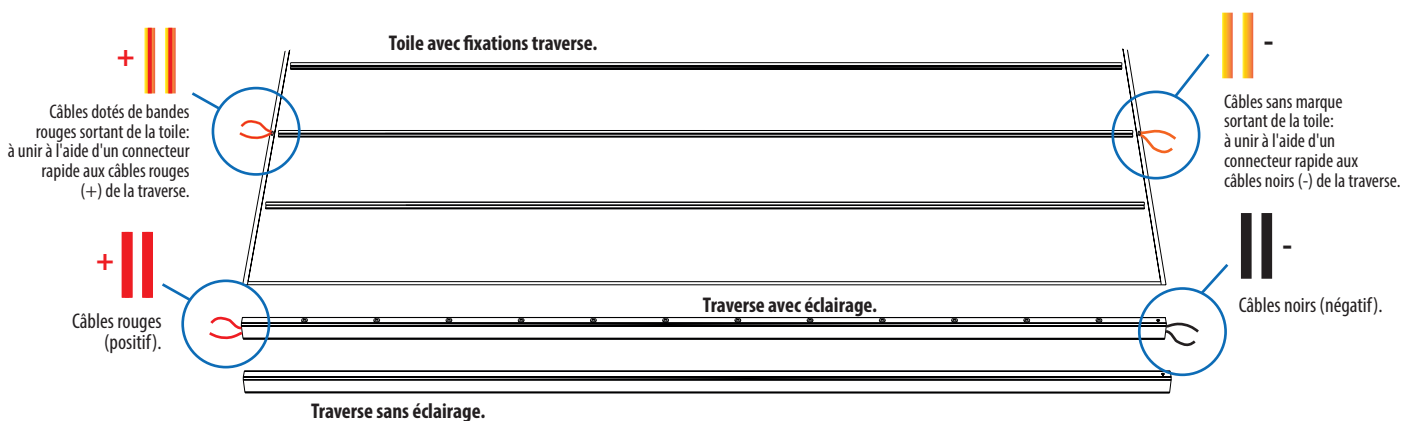 Toile avec fixations traverse.
+
Câbles dotés de bandes
rouges sortant de la toile:
à unir à l'aide d'un connecteur
rapide aux câbles rouges
(+) de la traverse.
-
Câbles sans marque
sortant de la toile:
à unir à l'aide d'un
connecteur rapide aux
câbles noirs (-) de la traverse.
+
Câbles rouges
(positif).
Traverse avec éclairage.
-
Câbles noirs (négatif).
Traverse sans éclairage.